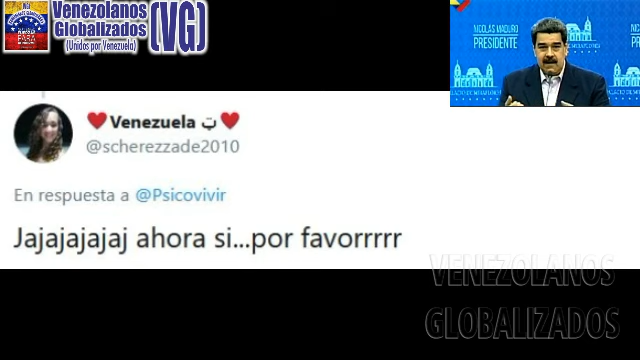 Venezolanos
Globalizados
(Unidos por Venezuela)
(VG)
NICOLÁS MADURO
PRESIDENTE
Venezuela
@scherezzade2010
En respuesta a @Psicovivir
Jajajajajaj ahora si...por favorrrrr
VENEZOLANOS
GLOBALIZADOS